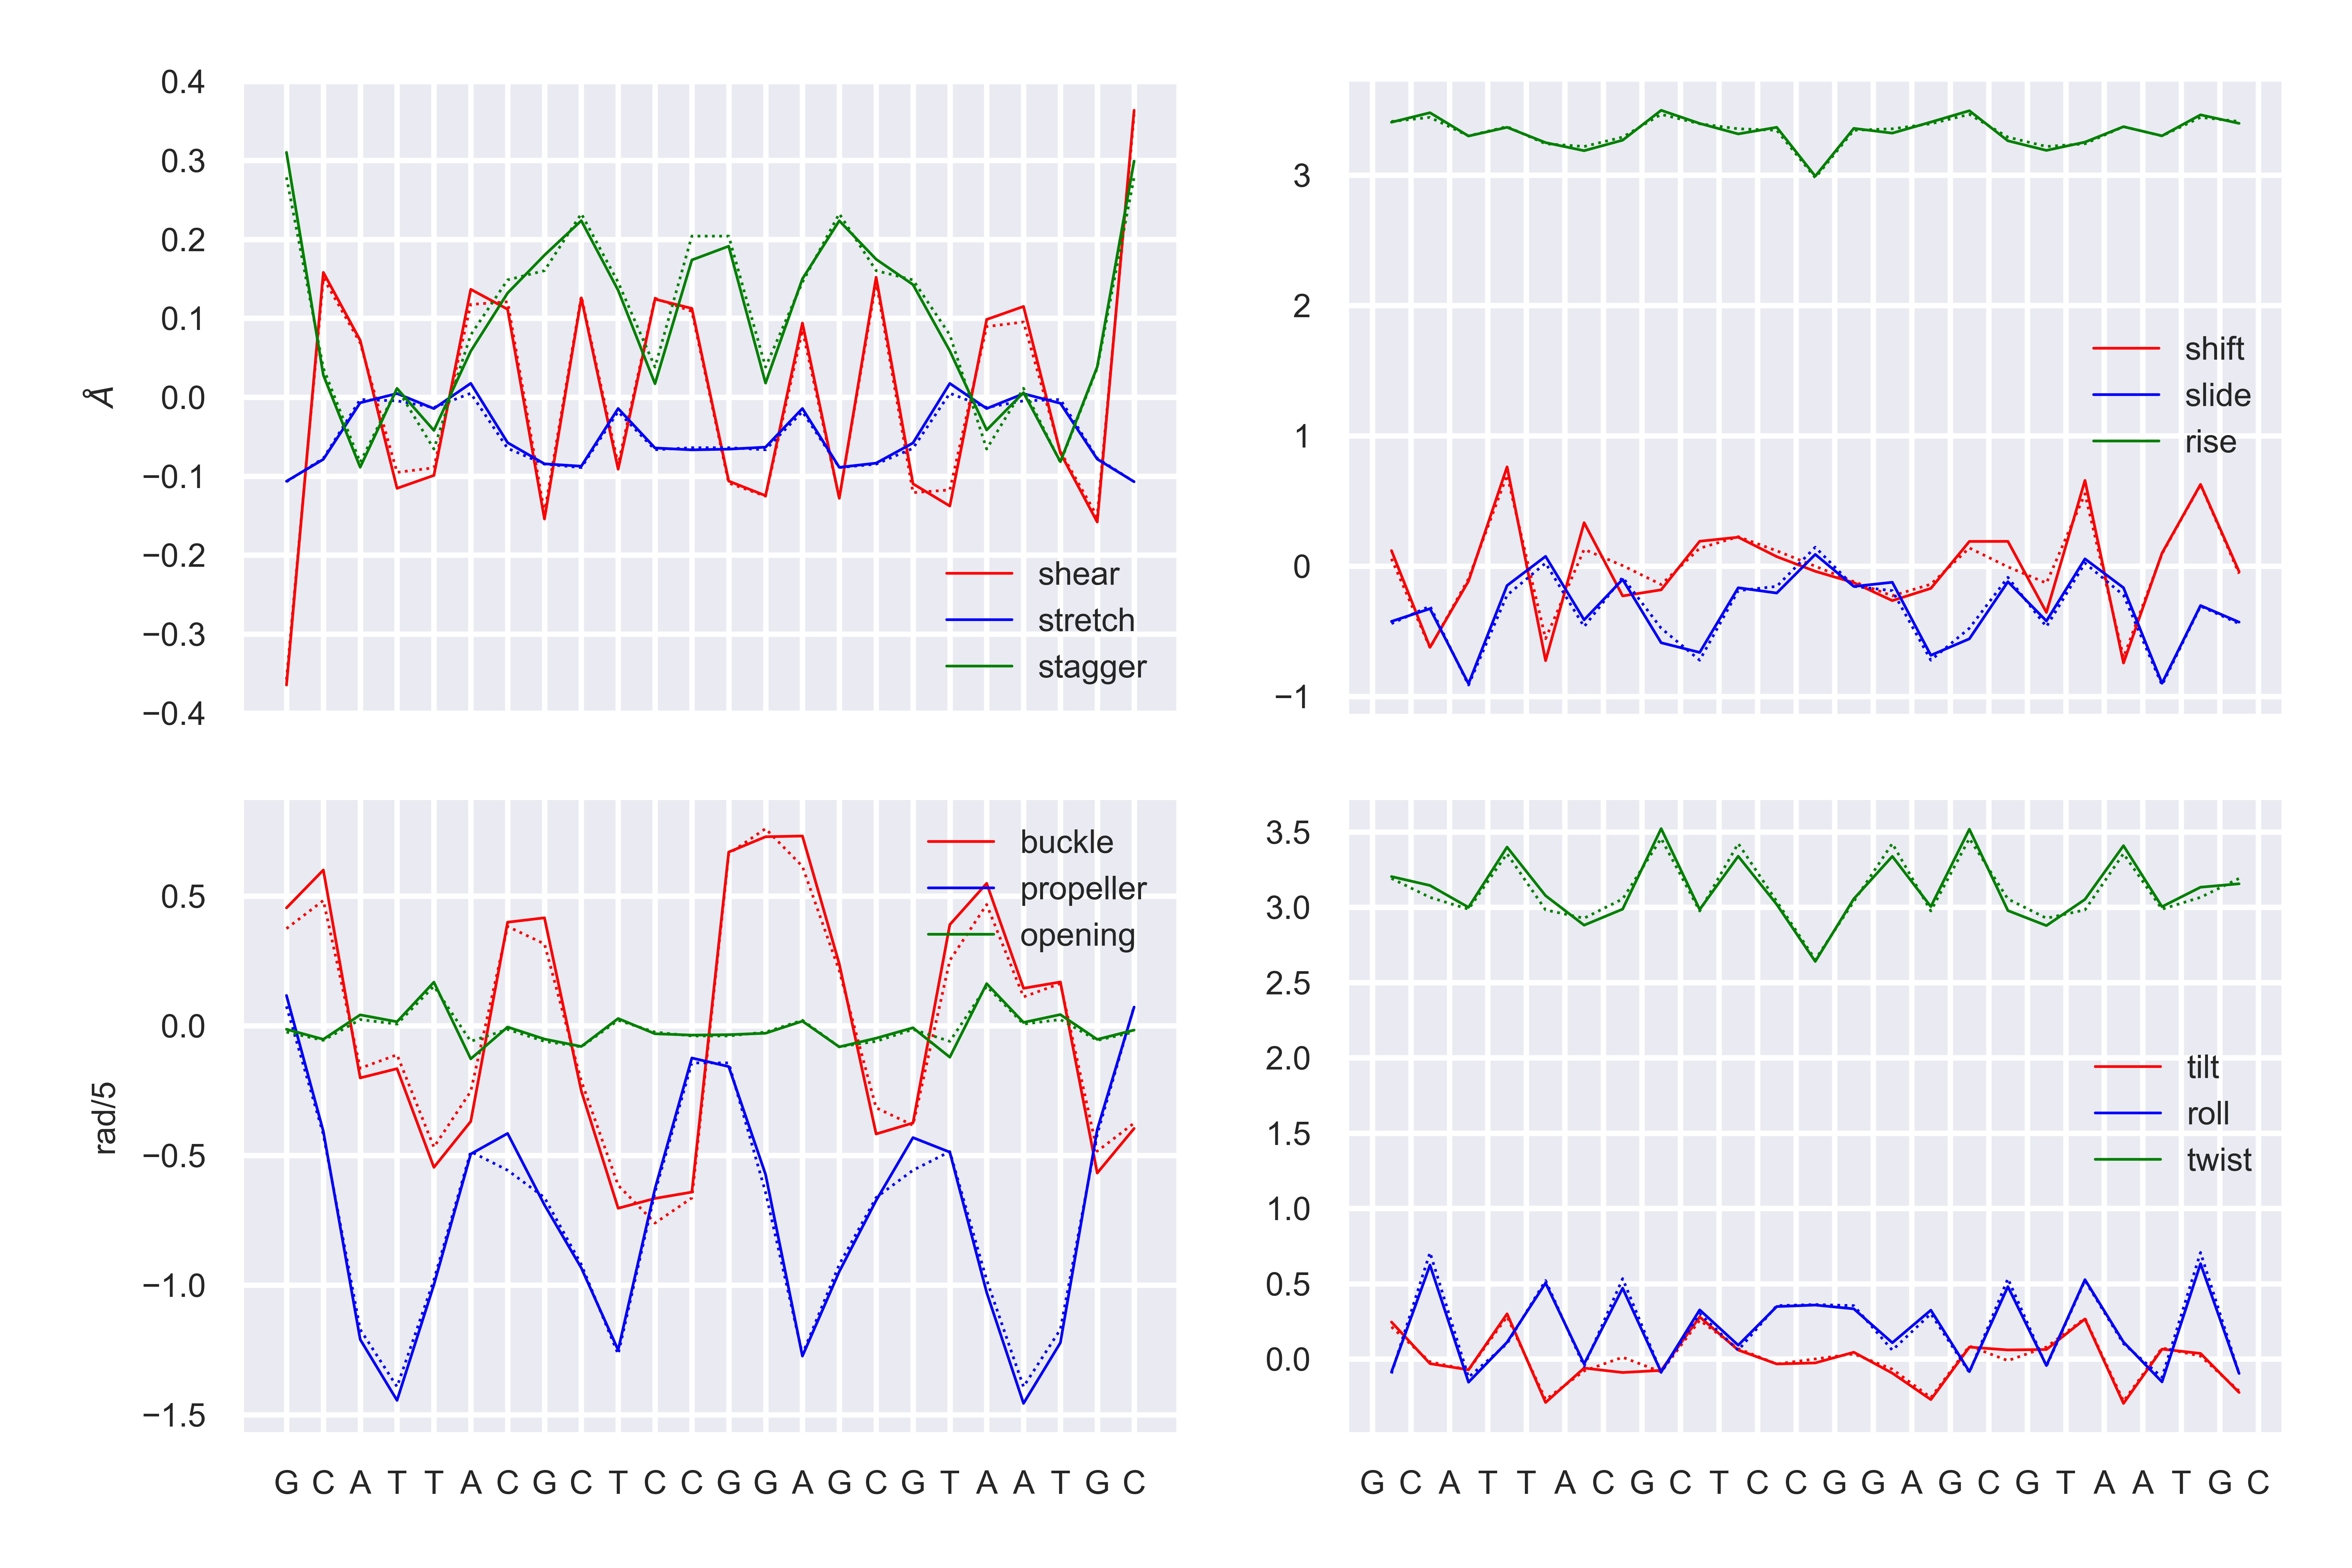 0.4
0.3
0.2
0.1
0.0
−0.1
−0.2
−0.3
−0.4
Å
shear
stretch
stagger
3
2
1
0
−1
shift
slide
rise
0.5
0.0
−0.5
−1.0
−1.5
rad/5
buckle
propeller
opening
G C A T T A C G C T C C G G A G C G T A A T G C
3.5
3.0
2.5
2.0
1.5
1.0
0.5
0.0
tilt
roll
twist
G C A T T A C G C T C C G G A G C G T A A T G C